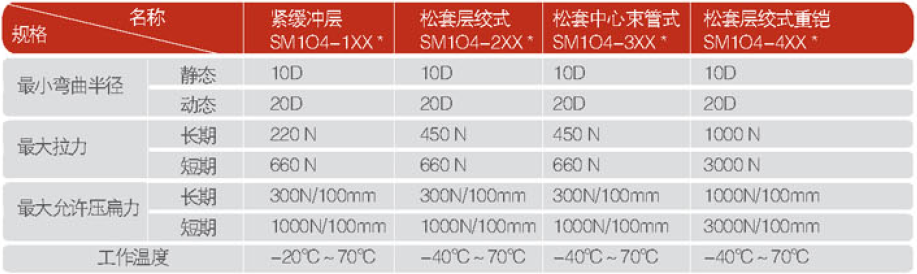 名称 紧缓冲层 松套层绞式 松套中心束管式 松套层绞式重铠
规格 SM104-1XX * SM104-2XX * SM104-3XX * SM104-4XX *
最小弯曲半径 静态 10D 10D 10D 10D
动态 20D 20D 20D 20D
最大拉力 长期 220 N 450 N 450 N 1000 N
短期 660 N 660 N 660 N 3000 N
最大允许压扁力 长期 300N/100mm 300N/100mm 300N/100mm 1000N/100mm
短期 1000N/100mm 1000N/100mm 1000N/100mm 3000N/100mm
工作温度 -20℃~70℃ -40℃~70℃ -40℃~70℃ -40℃~70℃